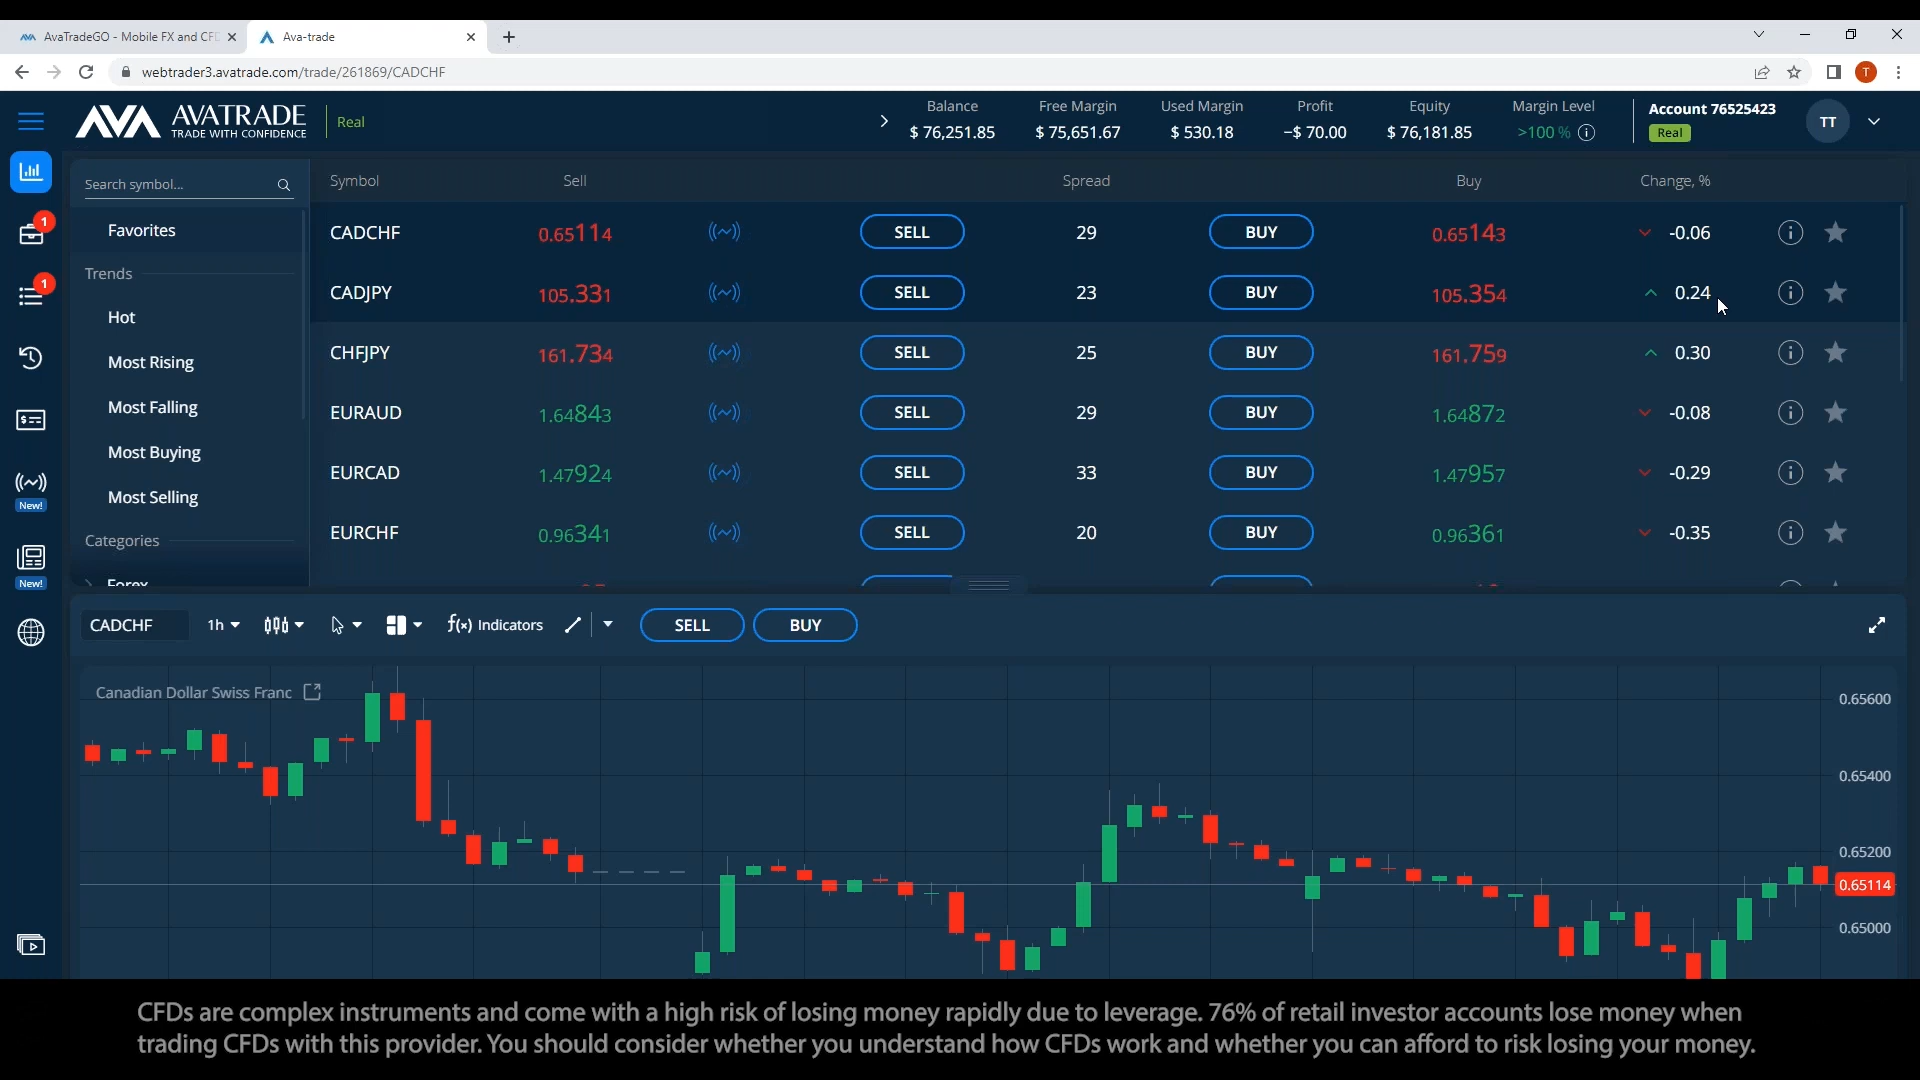 AvaTradeGO - Mobile FX and CFD
Ava-trade
webtrader3.avatrade.com/trade/261869/CADCHF
T
AVA AVATRADE
TRADE WITH CONFIDENCE
Real
Balance Free Margin Used Margin Profit Equity Margin Level
$ 76,251.85 $ 75,651.67 $ 530.18 −$ 70.00 $ 76,181.85 >100 %
Account 76525423
Real
TT
Search symbol...
Symbol Sell Spread Buy Change, %
1
1
New!
New!
Favorites
Trends
Hot
Most Rising
Most Falling
Most Buying
Most Selling
Categories
Forex
CADCHF 0.65114 SELL 29 BUY 0.65143 -0.06
CADJPY 105.331 SELL 23 BUY 105.354 0.24
CHFJPY 161.734 SELL 25 BUY 161.759 0.30
EURAUD 1.64843 SELL 29 BUY 1.64872 -0.08
EURCAD 1.47924 SELL 33 BUY 1.47957 -0.29
EURCHF 0.96341 SELL 20 BUY 0.96361 -0.35
CADCHF 1h f(x) Indicators SELL BUY
Canadian Dollar Swiss Franc
0.65600
0.65400
0.65200
0.65114
0.65000
CFDs are complex instruments and come with a high risk of losing money rapidly due to leverage. 76% of retail investor accounts lose money when
trading CFDs with this provider. You should consider whether you understand how CFDs work and whether you can afford to risk losing your money.